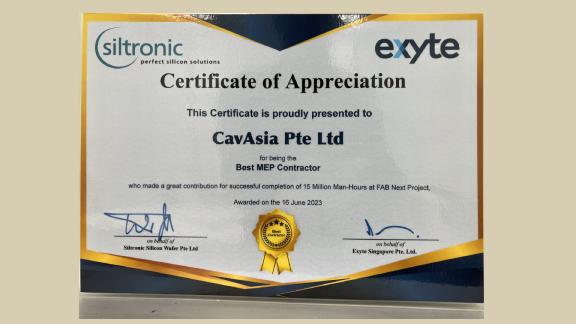 siltronic
perfect silicon solutions
exyte
Certificate of Appreciation
This Certificate is proudly presented to
CavAsia Pte Ltd
for being the
Best MEP Contractor
who made a great contribution for successful completion of 15 Million Man-Hours at FAB Next Project,
Awarded on the 16 June 2023
Best
Contractor
on behalf of
Siltronic Silicon Wafer Pte Ltd
on behalf of
Exyte Singapore Pte. Ltd.